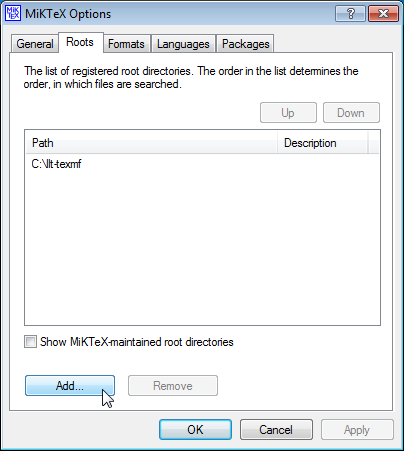 MiKTeX Options
General Roots Formats Languages Packages
The list of registered root directories. The order in the list determines the
order, in which files are searched.
Up Down
Path Description
C:\lt-texmf
Show MiKTeX-maintained root directories
Add... Remove
OK Cancel Apply